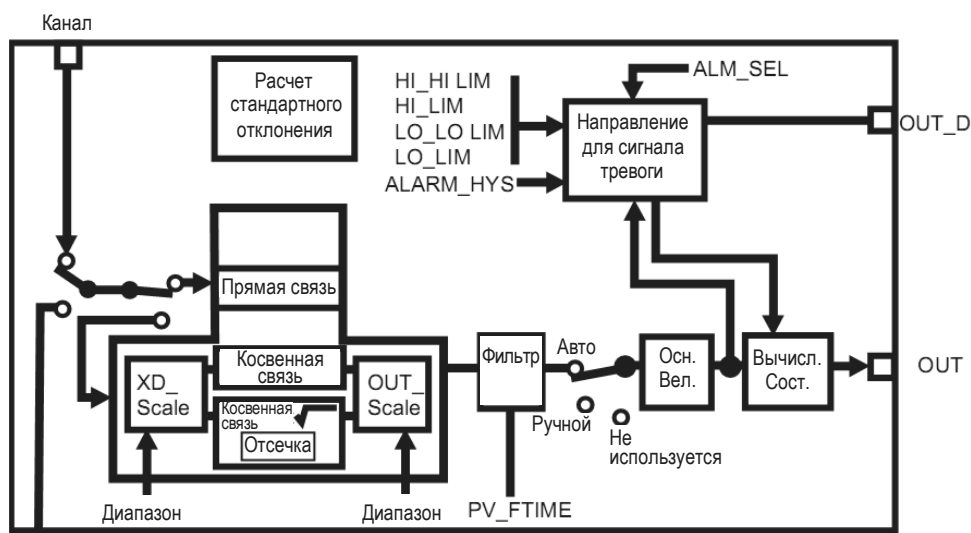 Канал
Расчет
стандартного
отклонения
HI_HI LIM
HI_LIM
LO_LO LIM
LO_LIM
ALARM_HYS
ALM_SEL
Направление
для сигнала
тревоги
OUT_D
Прямая связь
Косвенная
связь
XD_
Scale
OUT_
Scale
Косвенная
связь
Отсечка
Диапазон
Диапазон
Фильтр
PV_FTIME
Авто
Ручной
Не
используется
Осн.
Вел.
Вычисл.
Сост.
OUT